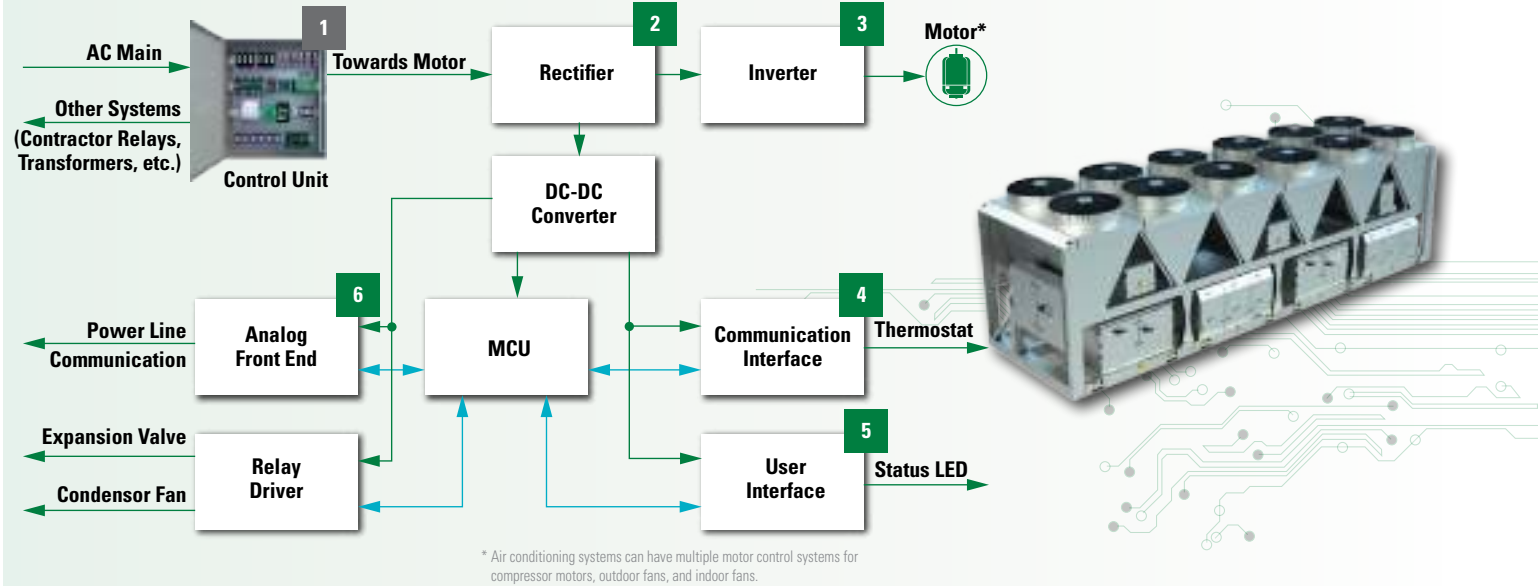 1
2
3
AC Main
Towards Motor
Rectifier
Inverter
Motor*
Other Systems
(Contractor Relays,
Transformers, etc.)
Control Unit
DC-DC
Converter
6
4
Power Line
Communication
Analog
Front End
MCU
Communication
Interface
Thermostat
5
Expansion Valve
Condensor Fan
Relay
Driver
User
Interface
Status LED
* Air conditioning systems can have multiple motor control systems for
compressor motors, outdoor fans, and indoor fans.